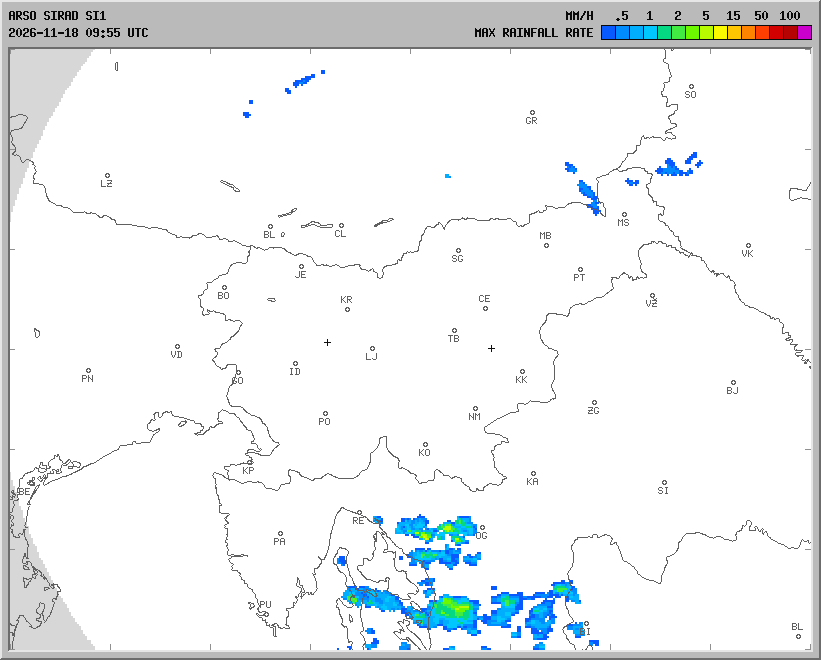 ARSO SIRAD SI1
2026-11-18 09:55 UTC
MM/H .5 1 2 5 15 50 100
MAX RAINFALL RATE
SO
GR
LZ
MS
BL
CL
MB
VK
SG
JE
PT
BO
KR
CE
VZ
TB
VD
LJ
ID
PN
GO
KK
BJ
NM
ZG
PO
KO
KP
KA
SI
BE
RE
OG
PA
PU
BI
BL